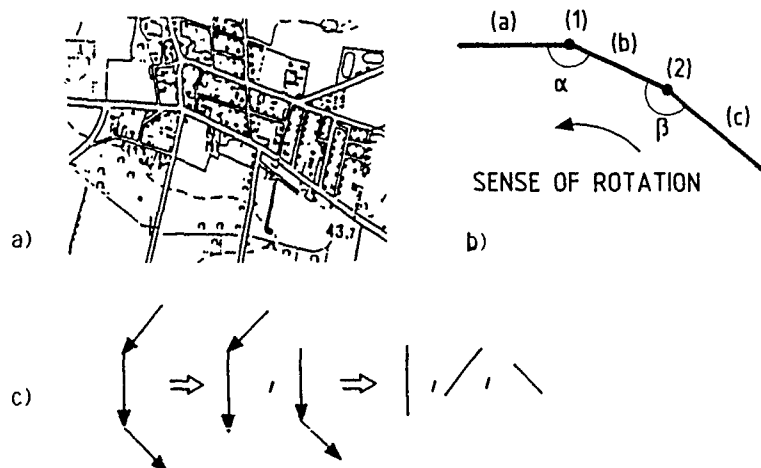 a)
43,7
(a) (1)
(b)
(2)
α
β
(c)
SENSE OF ROTATION
b)
c)